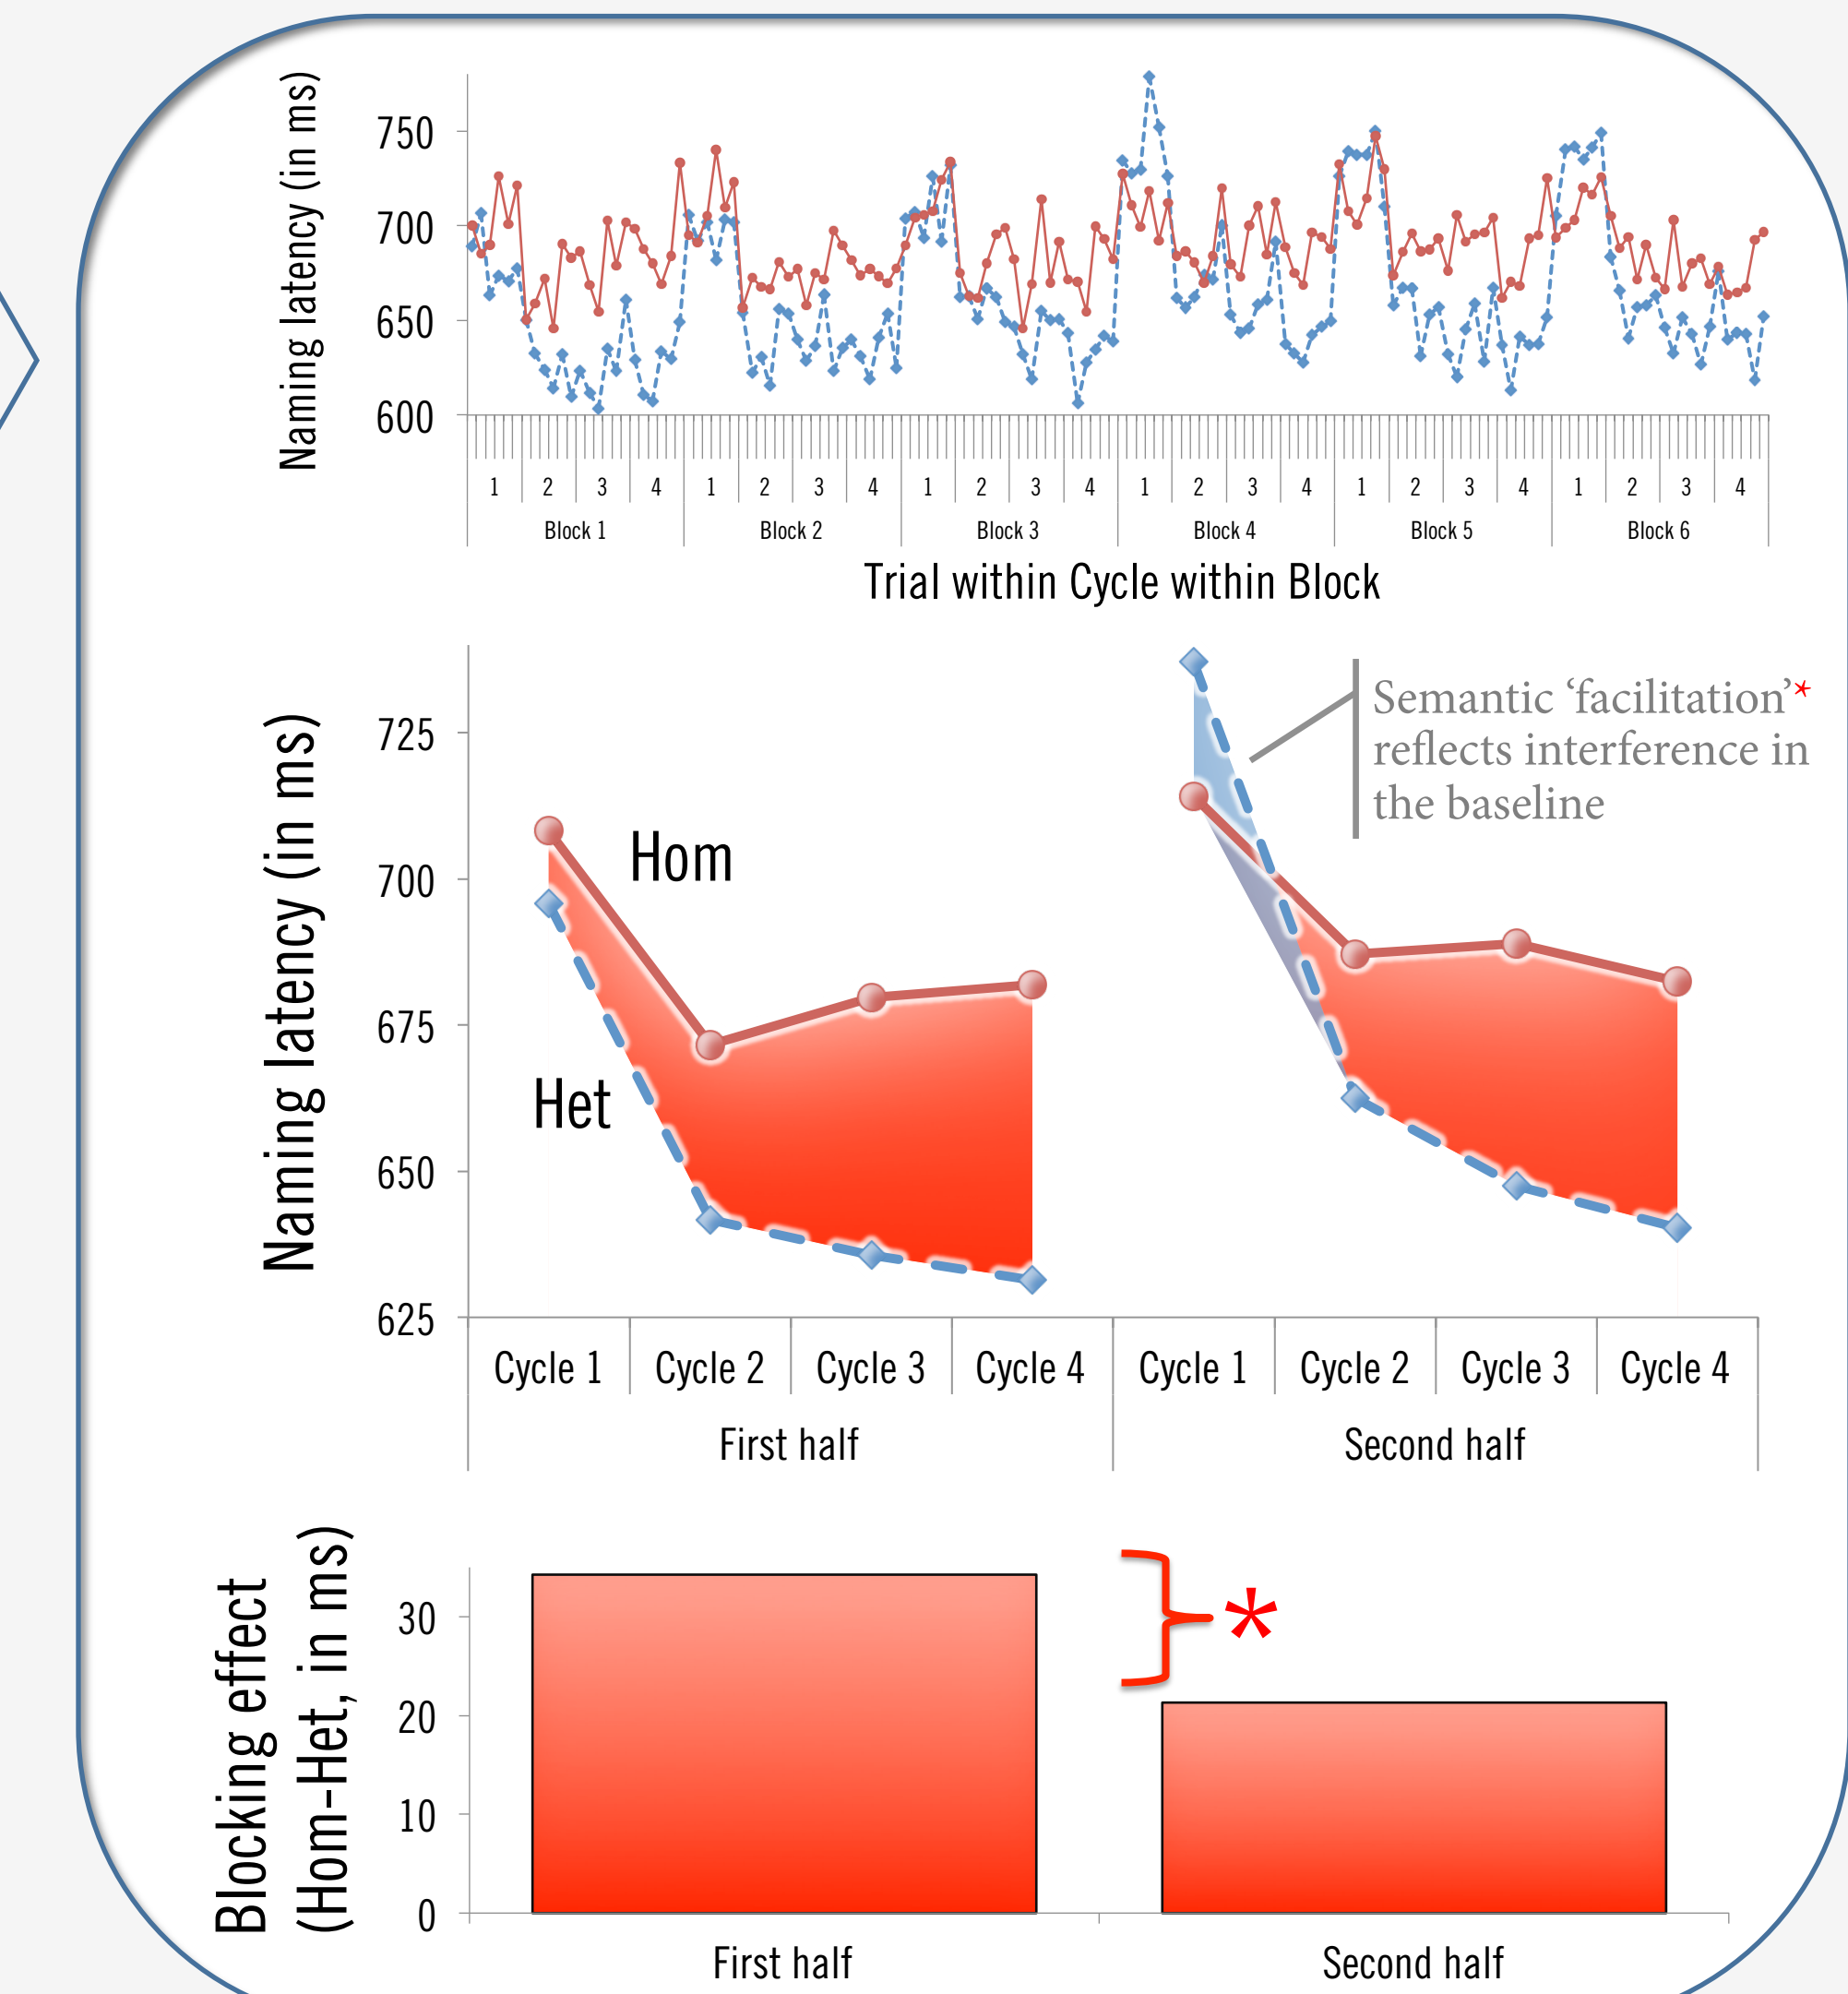 Naming latency (in ms)
750
700
650
600
1 2 3 4 1 2 3 4 1 2 3 4 1 2 3 4 1 2 3 4 1 2 3 4
Block 1 Block 2 Block 3 Block 4 Block 5 Block 6
Trial within Cycle within Block
Naming latency (in ms)
725
700
675
650
625
Hom
Het
Semantic ‘facilitation’*
reflects interference in
the baseline
Cycle 1 Cycle 2 Cycle 3 Cycle 4 Cycle 1 Cycle 2 Cycle 3 Cycle 4
First half Second half
Blocking effect
(Hom-Het, in ms)
30
20
10
0
*
First half Second half